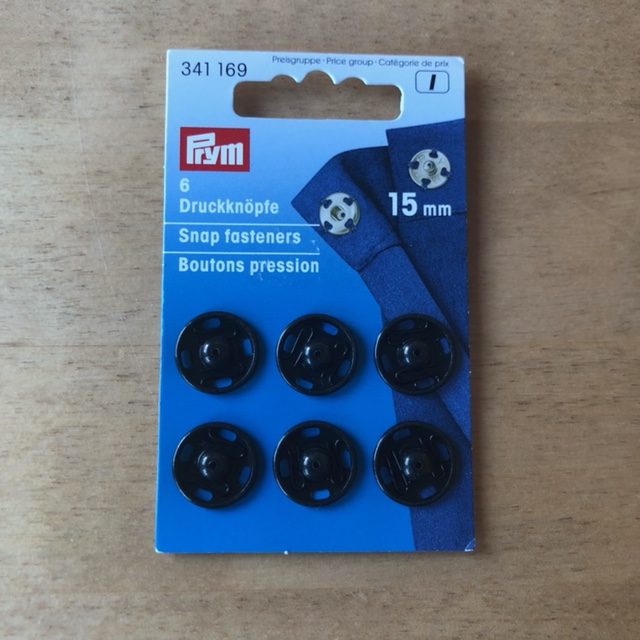 Preisgruppe · Price group · Catégorie de prix
341 169
I
Prym
6
Druckknöpfe
15 mm
Snap fasteners
Boutons pression